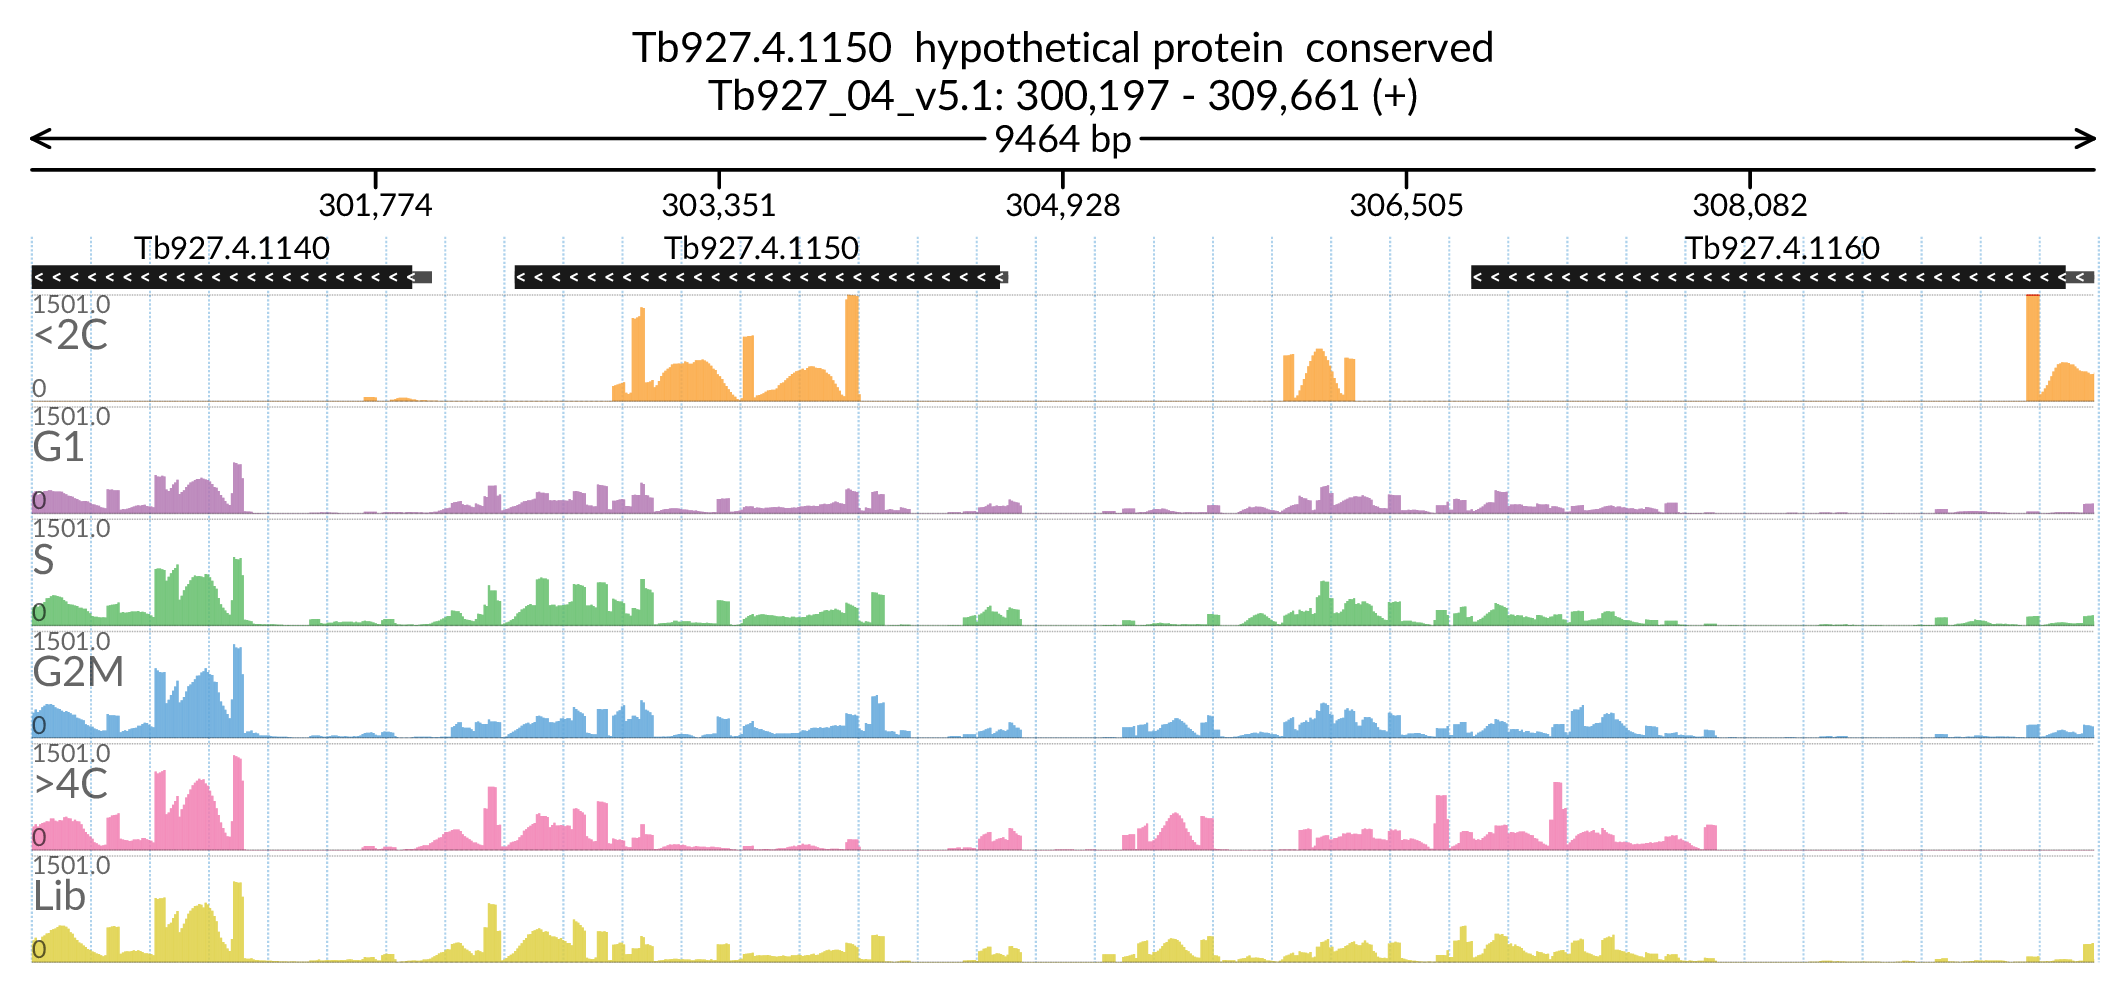 Tb927.4.1150  hypothetical protein  conserved
Tb927_04_v5.1: 300,197 - 309,661 (+)
9464 bp
301,774 303,351 304,928 306,505 308,082
Tb927.4.1140 Tb927.4.1150 Tb927.4.1160
1501.0
<2C
0
1501.0
G1
0
1501.0
S
0
1501.0
G2M
0
1501.0
>4C
0
1501.0
Lib
0